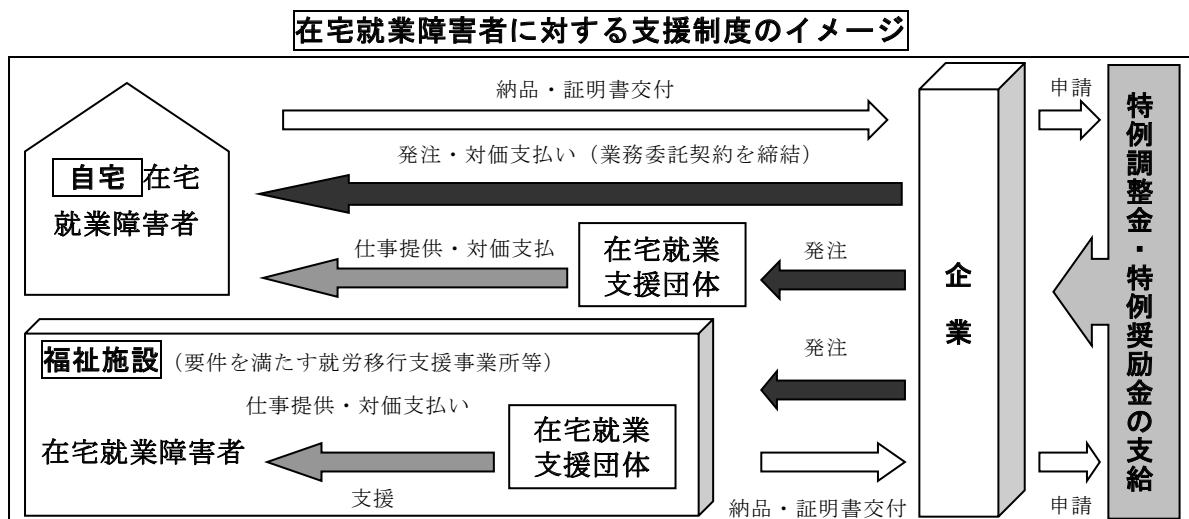 在宅就業障害者に対する支援制度のイメージ
納品・証明書交付
申請
発注・対価支払い（業務委託契約を締結）
自宅 在宅
就業障害者
仕事提供・対価支払
在宅就業
支援団体
発注
企業
特例調整金・特例奨励金の支給
福祉施設（要件を満たす就労移行支援事業所等）
発注
仕事提供・対価支払い
在宅就業障害者
在宅就業
支援団体
支援
納品・証明書交付
申請